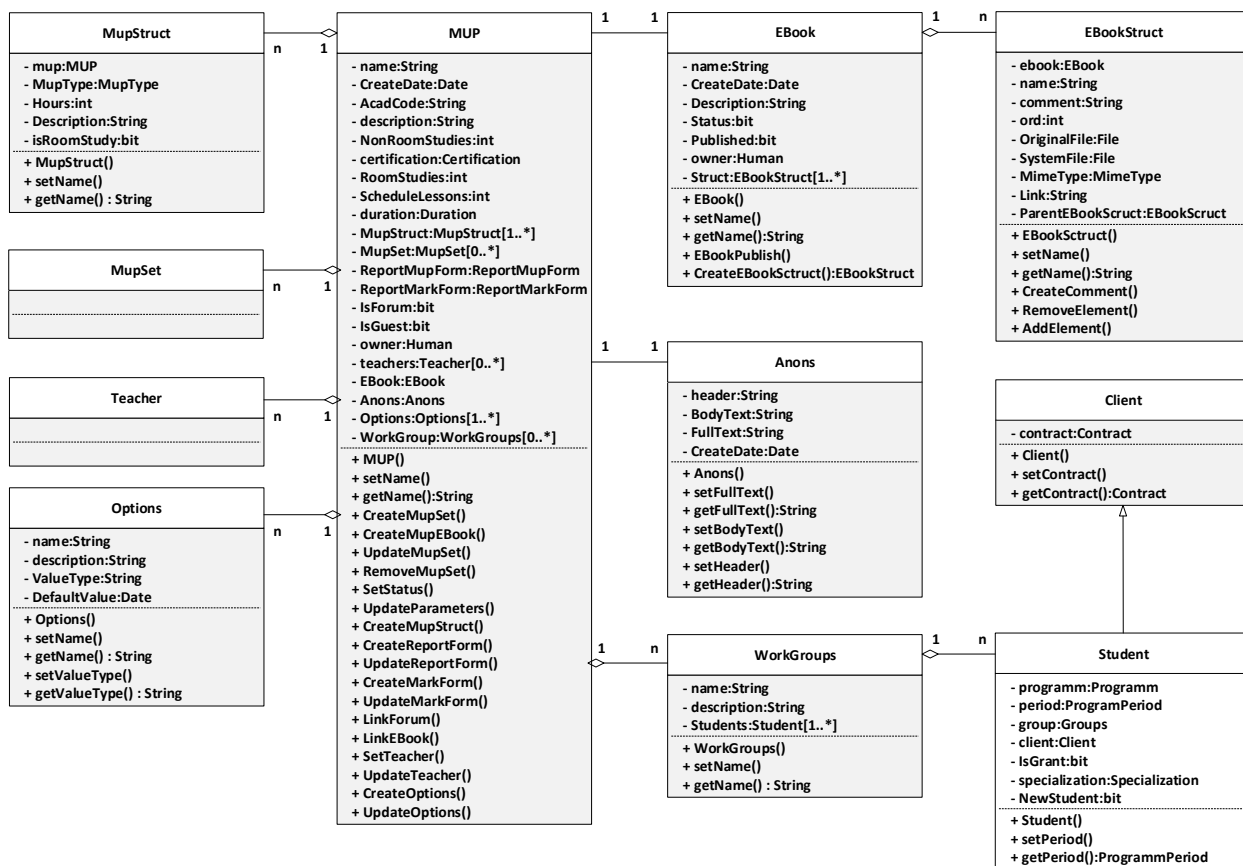 MupStruct
- mup:MUP
- MupType:MupType
- Hours:int
- Description:String
- isRoomStudy:bit
+ MupStruct()
+ setName()
+ getName() : String
n
1
MupSet
n
1
Teacher
n
1
Options
- name:String
- description:String
- ValueType:String
- DefaultValue:Date
+ Options()
+ setName()
+ getName() : String
+ setValueType()
+ getValueType() : String
n
1
MUP
- name:String
- CreateDate:Date
- AcadCode:String
- description:String
- NonRoomStudies:int
- certification:Certification
- RoomStudies:int
- ScheduleLessons:int
- duration:Duration
- MupStruct:MupStruct[1..*]
- MupSet:MupSet[0..*]
- ReportMupForm:ReportMupForm
- ReportMarkForm:ReportMarkForm
- IsForum:bit
- IsGuest:bit
- owner:Human
- teachers:Teacher[0..*]
- EBook:EBook
- Anons:Anons
- Options:Options[1..*]
- WorkGroup:WorkGroups[0..*]
+ MUP()
+ setName()
+ getName():String
+ CreateMupSet()
+ CreateMupEBook()
+ UpdateMupSet()
+ RemoveMupSet()
+ SetStatus()
+ UpdateParameters()
+ CreateMupStruct()
+ CreateReportForm()
+ UpdateReportForm()
+ CreateMarkForm()
+ UpdateMarkForm()
+ LinkForum()
+ LinkEBook()
+ SetTeacher()
+ UpdateTeacher()
+ CreateOptions()
+ UpdateOptions()
1
1
EBook
- name:String
- CreateDate:Date
- Description:String
- Status:bit
- Published:bit
- owner:Human
- Struct:EBookStruct[1..*]
+ EBook()
+ setName()
+ getName():String
+ EBookPublish()
+ CreateEBookSctruct():EBookStruct
1
n
EBookStruct
- ebook:EBook
- name:String
- comment:String
- ord:int
- OriginalFile:File
- SystemFile:File
- MimeType:MimeType
- Link:String
- ParentEBookScruct:EBookScruct
+ EBookSctruct()
+ setName()
+ getName():String
+ CreateComment()
+ RemoveElement()
+ AddElement()
1
1
Anons
- header:String
- BodyText:String
- FullText:String
- CreateDate:Date
+ Anons()
+ setFullText()
+ getFullText():String
+ setBodyText()
+ getBodyText():String
+ setHeader()
+ getHeader():String
Client
- contract:Contract
+ Client()
+ setContract()
+ getContract():Contract
1
n
WorkGroups
- name:String
- description:String
- Students:Student[1..*]
+ WorkGroups()
+ setName()
+ getName() : String
1
n
Student
- programm:Programm
- period:ProgramPeriod
- group:Groups
- client:Client
- IsGrant:bit
- specialization:Specialization
- NewStudent:bit
+ Student()
+ setPeriod()
+ getPeriod():ProgrammPeriod